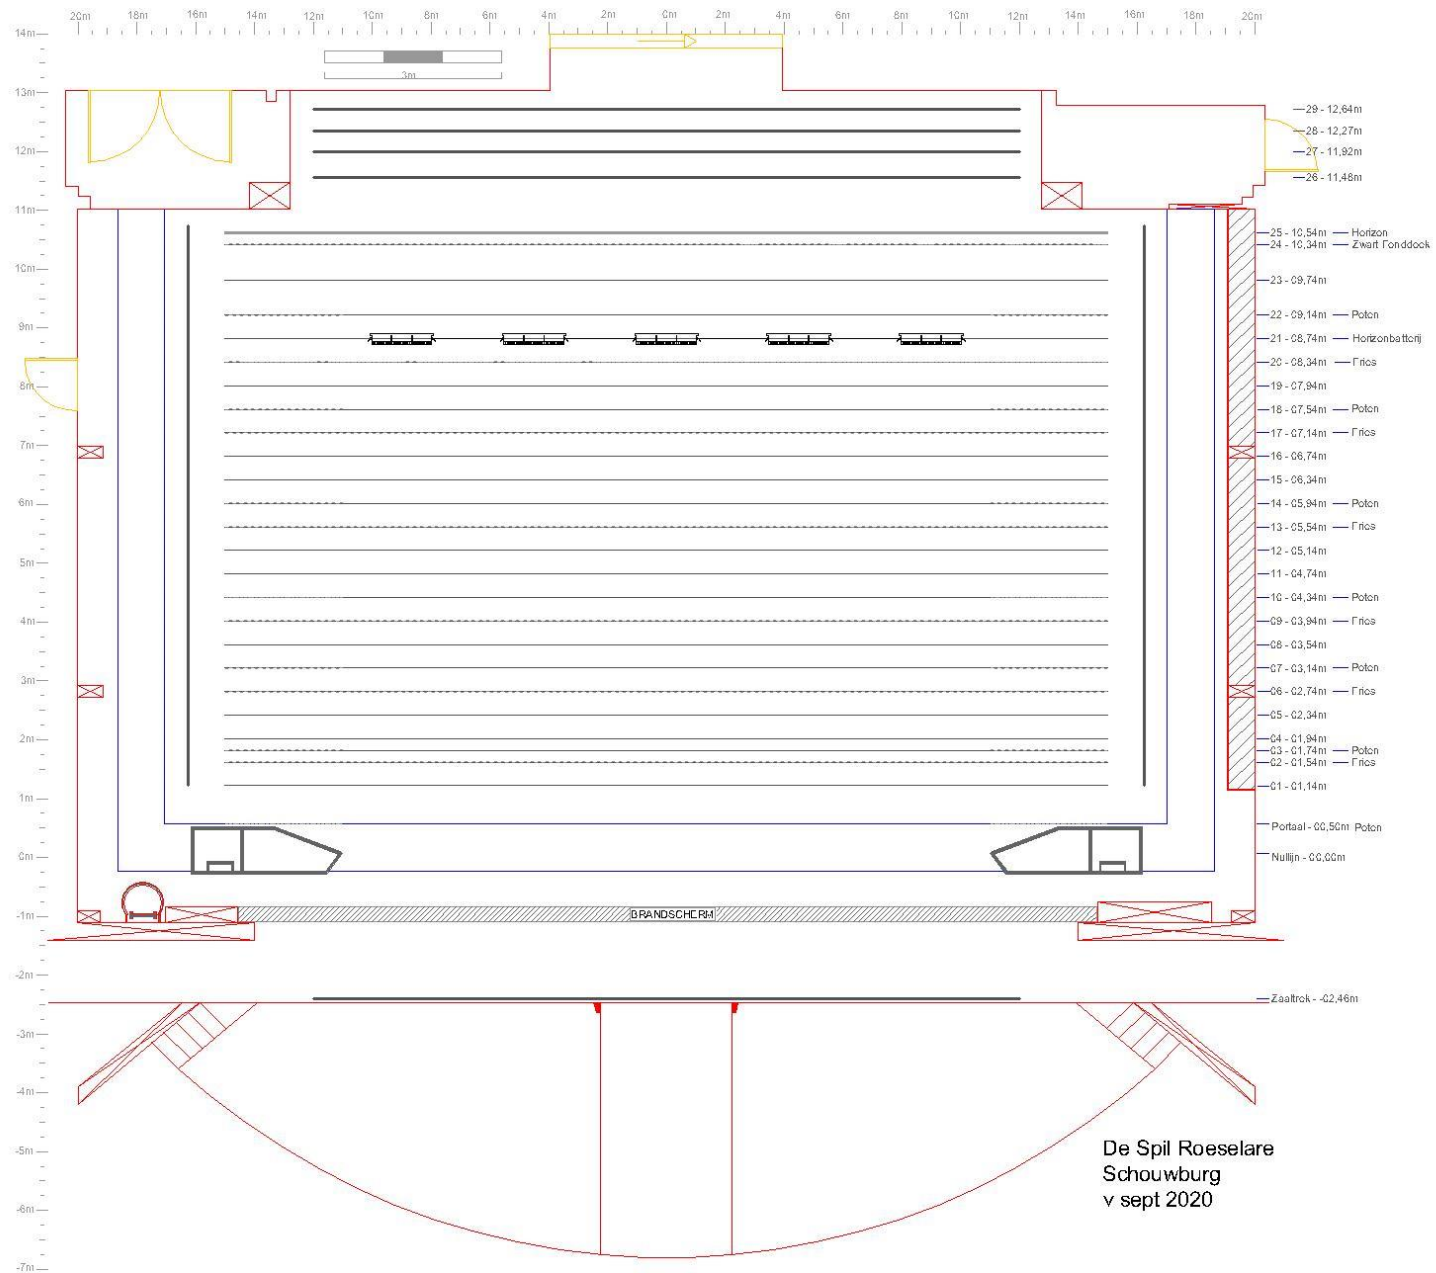 20m 18m 16m 14m 12m 10m 8m 6m 4m 2m 0m 2m 4m 6m 8m 10m 12m 14m 16m 18m 20m
14m
3m
13m
29 - 12,64m
28 - 12,27m
12m
27 - 11,92m
26 - 11,48m
11m
25 - 10,54m Horizon
24 - 10,34m Zwart Fonddoek
10m
23 - 09,74m
22 - 09,14m Poten
9m
21 - 08,74m Horizonbatterij
20 - 08,34m Fries
8m
19 - 07,94m
18 - 07,54m Poten
17 - 07,14m Fries
7m
16 - 06,74m
15 - 06,34m
6m
14 - 05,94m Poten
13 - 05,54m Fries
12 - 05,14m
5m
11 - 04,74m
10 - 04,34m Poten
4m
09 - 03,94m Fries
08 - 03,54m
07 - 03,14m Poten
3m
06 - 02,74m Fries
05 - 02,34m
2m
04 - 01,94m
03 - 01,74m Poten
02 - 01,54m Fries
01 - 01,14m
1m
Portaal - 00,50m Poten
0m
Nullijn - 00,00m
-1m
BRANDSCHERM
-2m
Zaaltrek - -02,46m
-3m
-4m
-5m
De Spil Roeselare
Schouwburg
v sept 2020
-6m
-7m